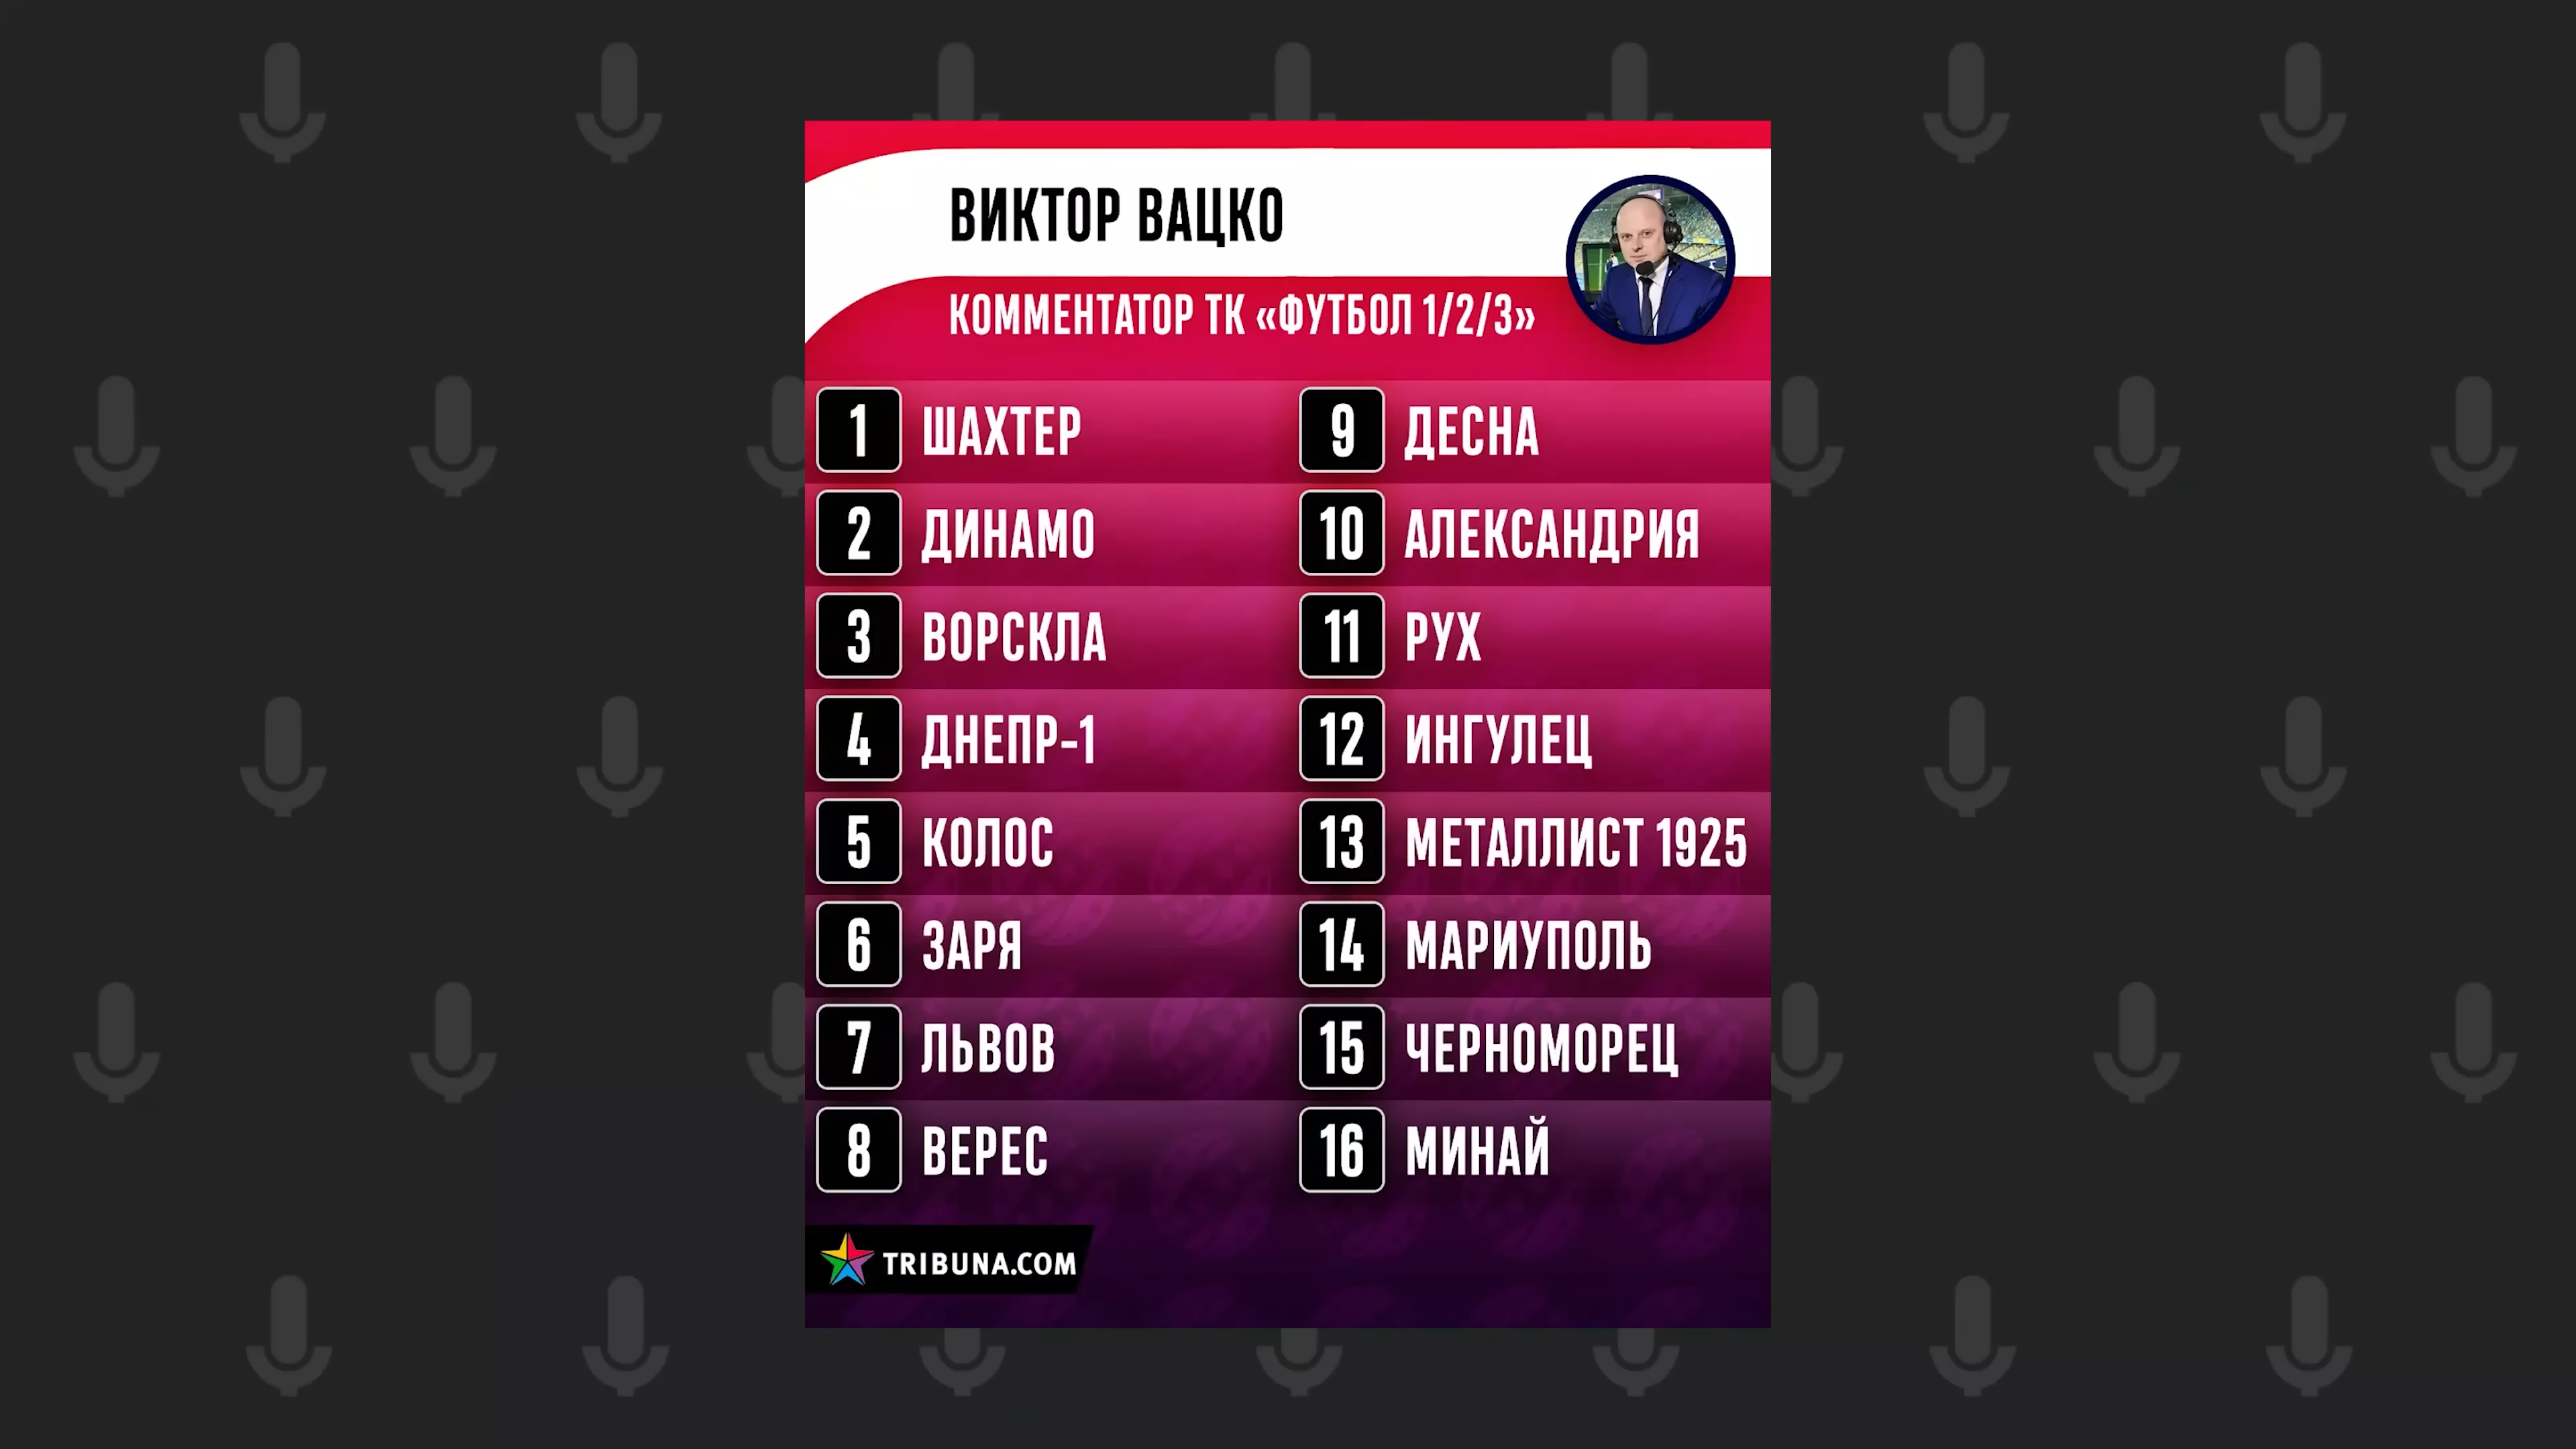 ВИКТОР ВАЦКО
КОММЕНТАТОР ТК «ФУТБОЛ 1/2/3»
1 ШАХТЕР
2 ДИНАМО
3 ВОРСКЛА
4 ДНЕПР-1
5 КОЛОС
6 ЗАРЯ
7 ЛЬВОВ
8 ВЕРЕС
9 ДЕСНА
10 АЛЕКСАНДРИЯ
11 РУХ
12 ИНГУЛЕЦ
13 МЕТАЛЛИСТ 1925
14 МАРИУПОЛЬ
15 ЧЕРНОМОРЕЦ
16 МИНАЙ
TRIBUNA.COM